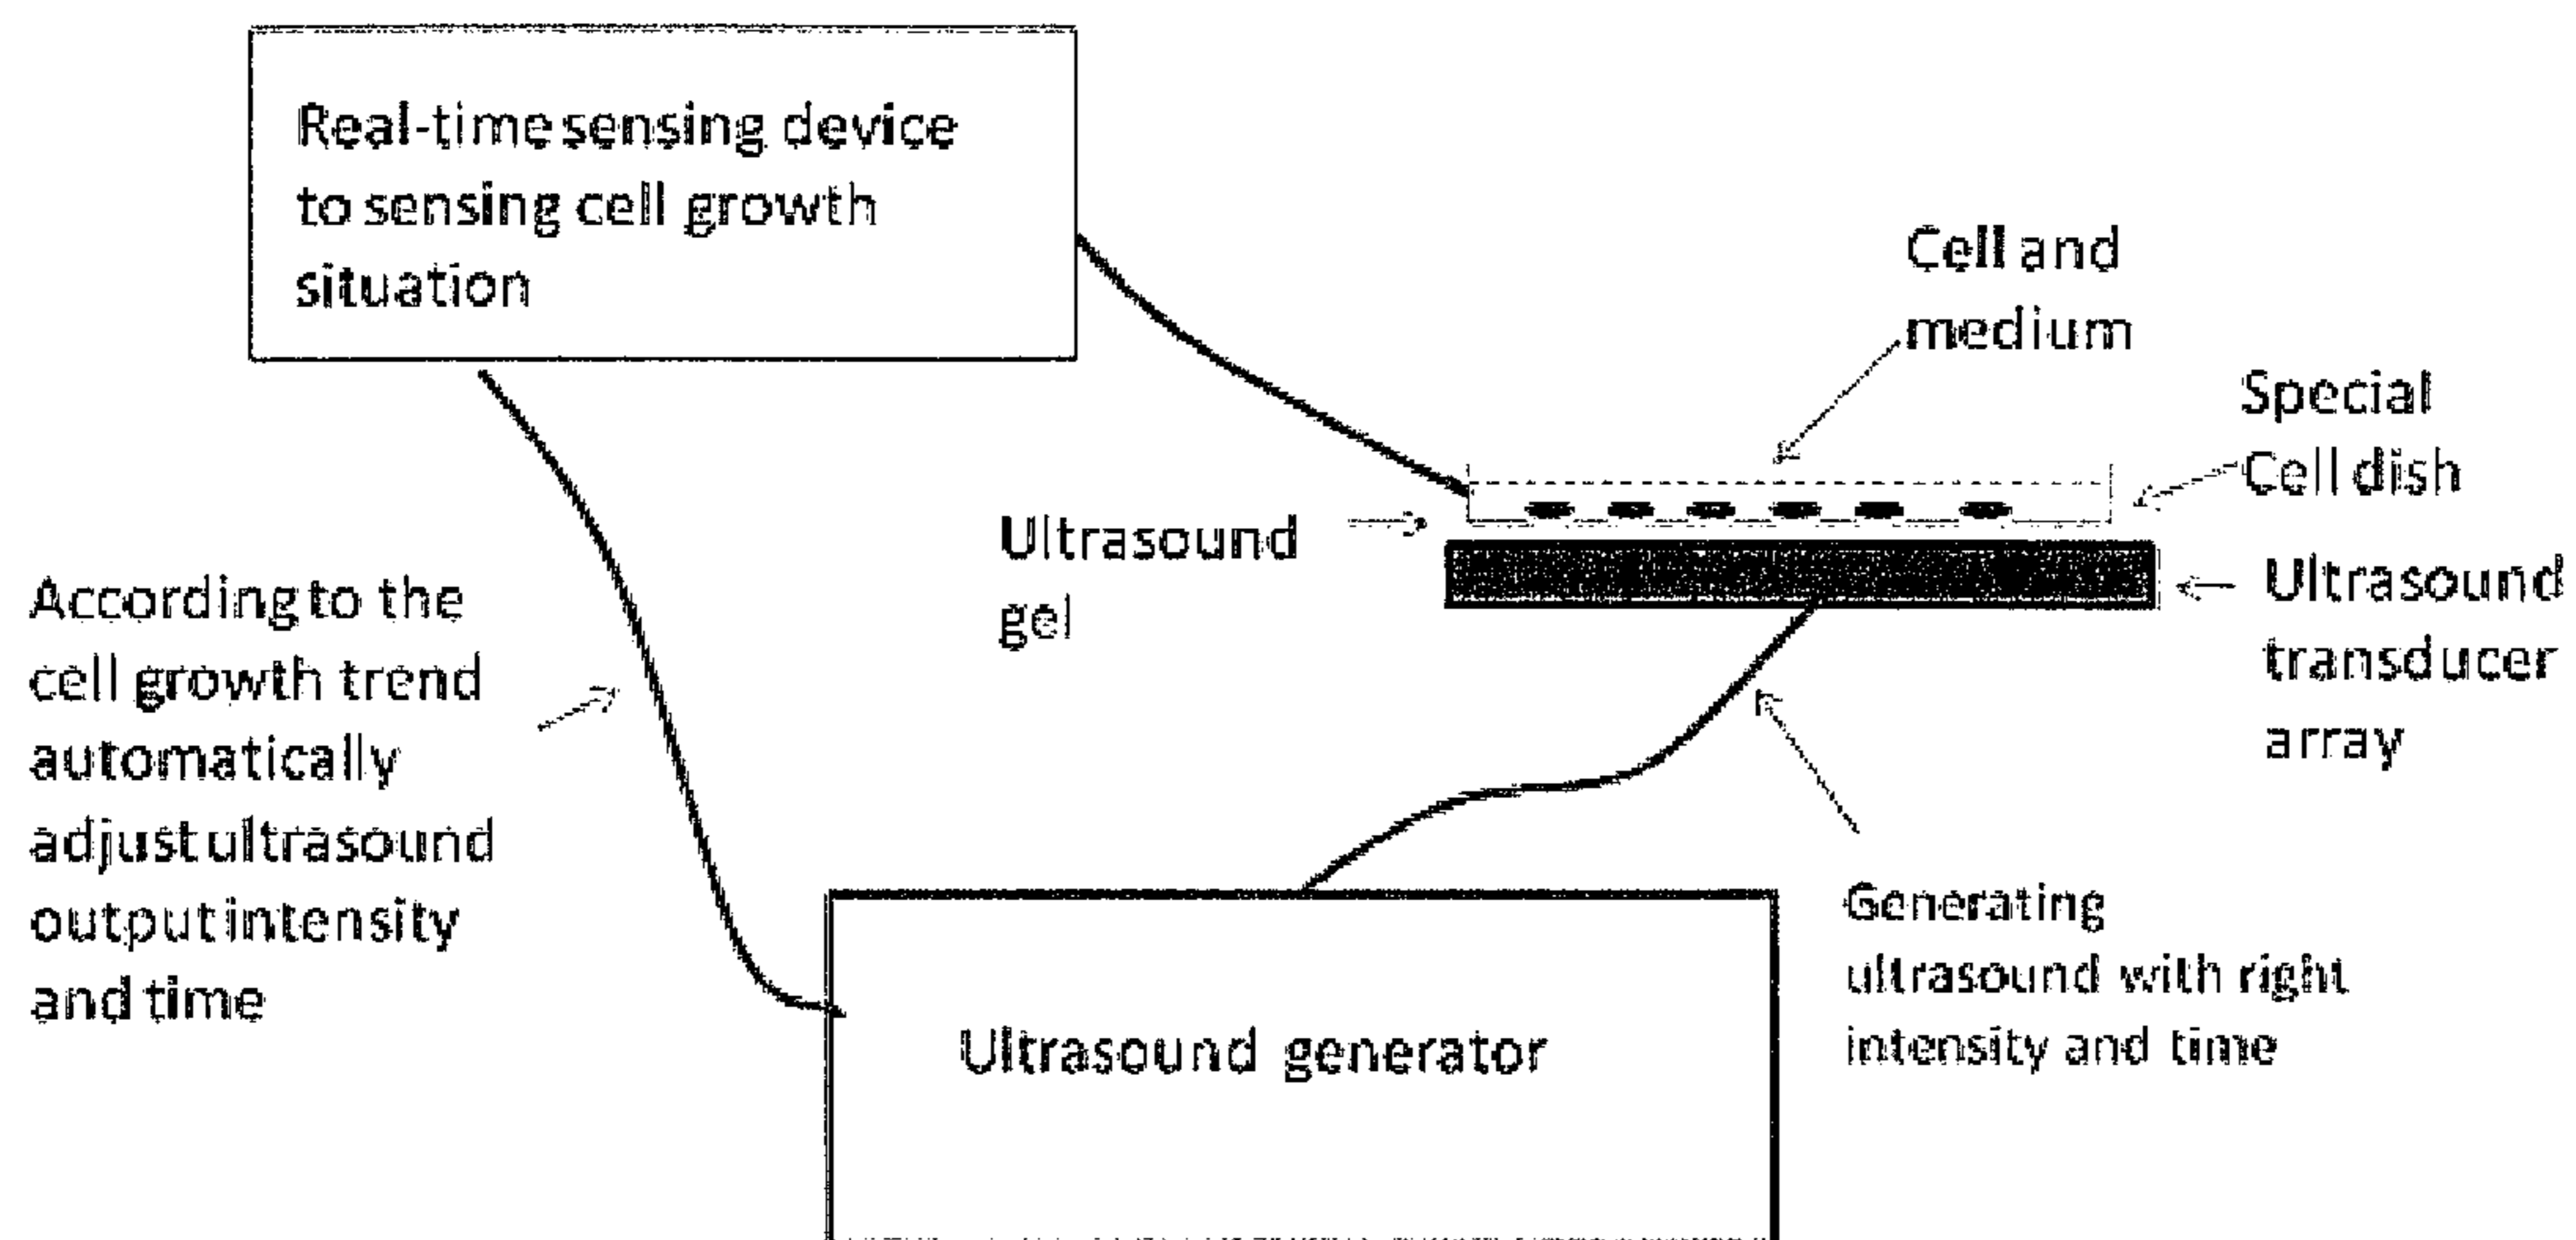 Real-time sensing device
to sensing cell growth
situation
Cell and
medium
Special
Cell dish
Ultrasound
gel
Ultrasound
transducer
array
According to the
cell growth trend
automatically
adjust ultrasound
output intensity
and time
Generating
ultrasound with right
intensity and time
Ultrasound generator